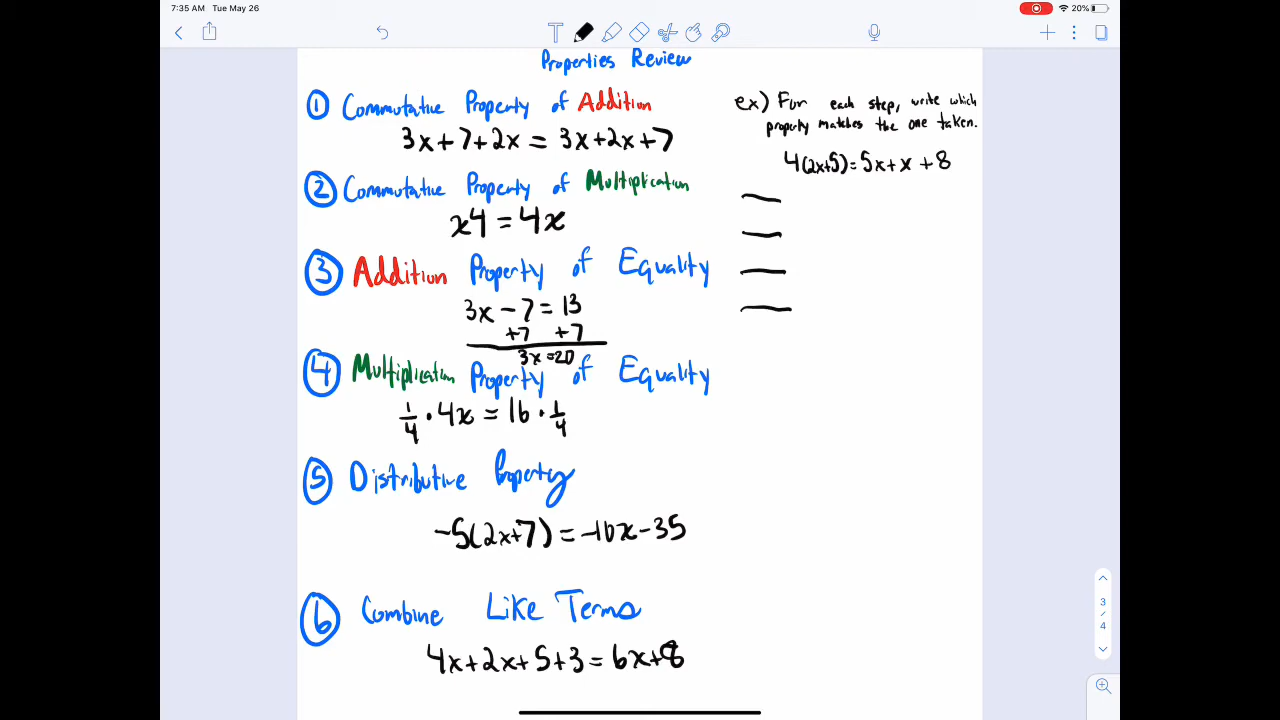 7:35 AM Tue May 26
20%
Properties Review
① Commutative Property of Addition
3x+7+2x = 3x+2x+7
② Commutative Property of Multiplication
x4 = 4x
③ Addition Property of Equality
3x - 7 = 13
+7 +7
3x = 20
④ Multiplication Property of Equality
1/4 · 4x = 16 · 1/4
⑤ Distributive Property
-5(2x+7) = -10x - 35
⑥ Combine Like Terms
4x+2x+5+3 = 6x+8
ex) For each step, write which
property matches the one taken.
4(2x+5) = 5x+x+8
3
/
4